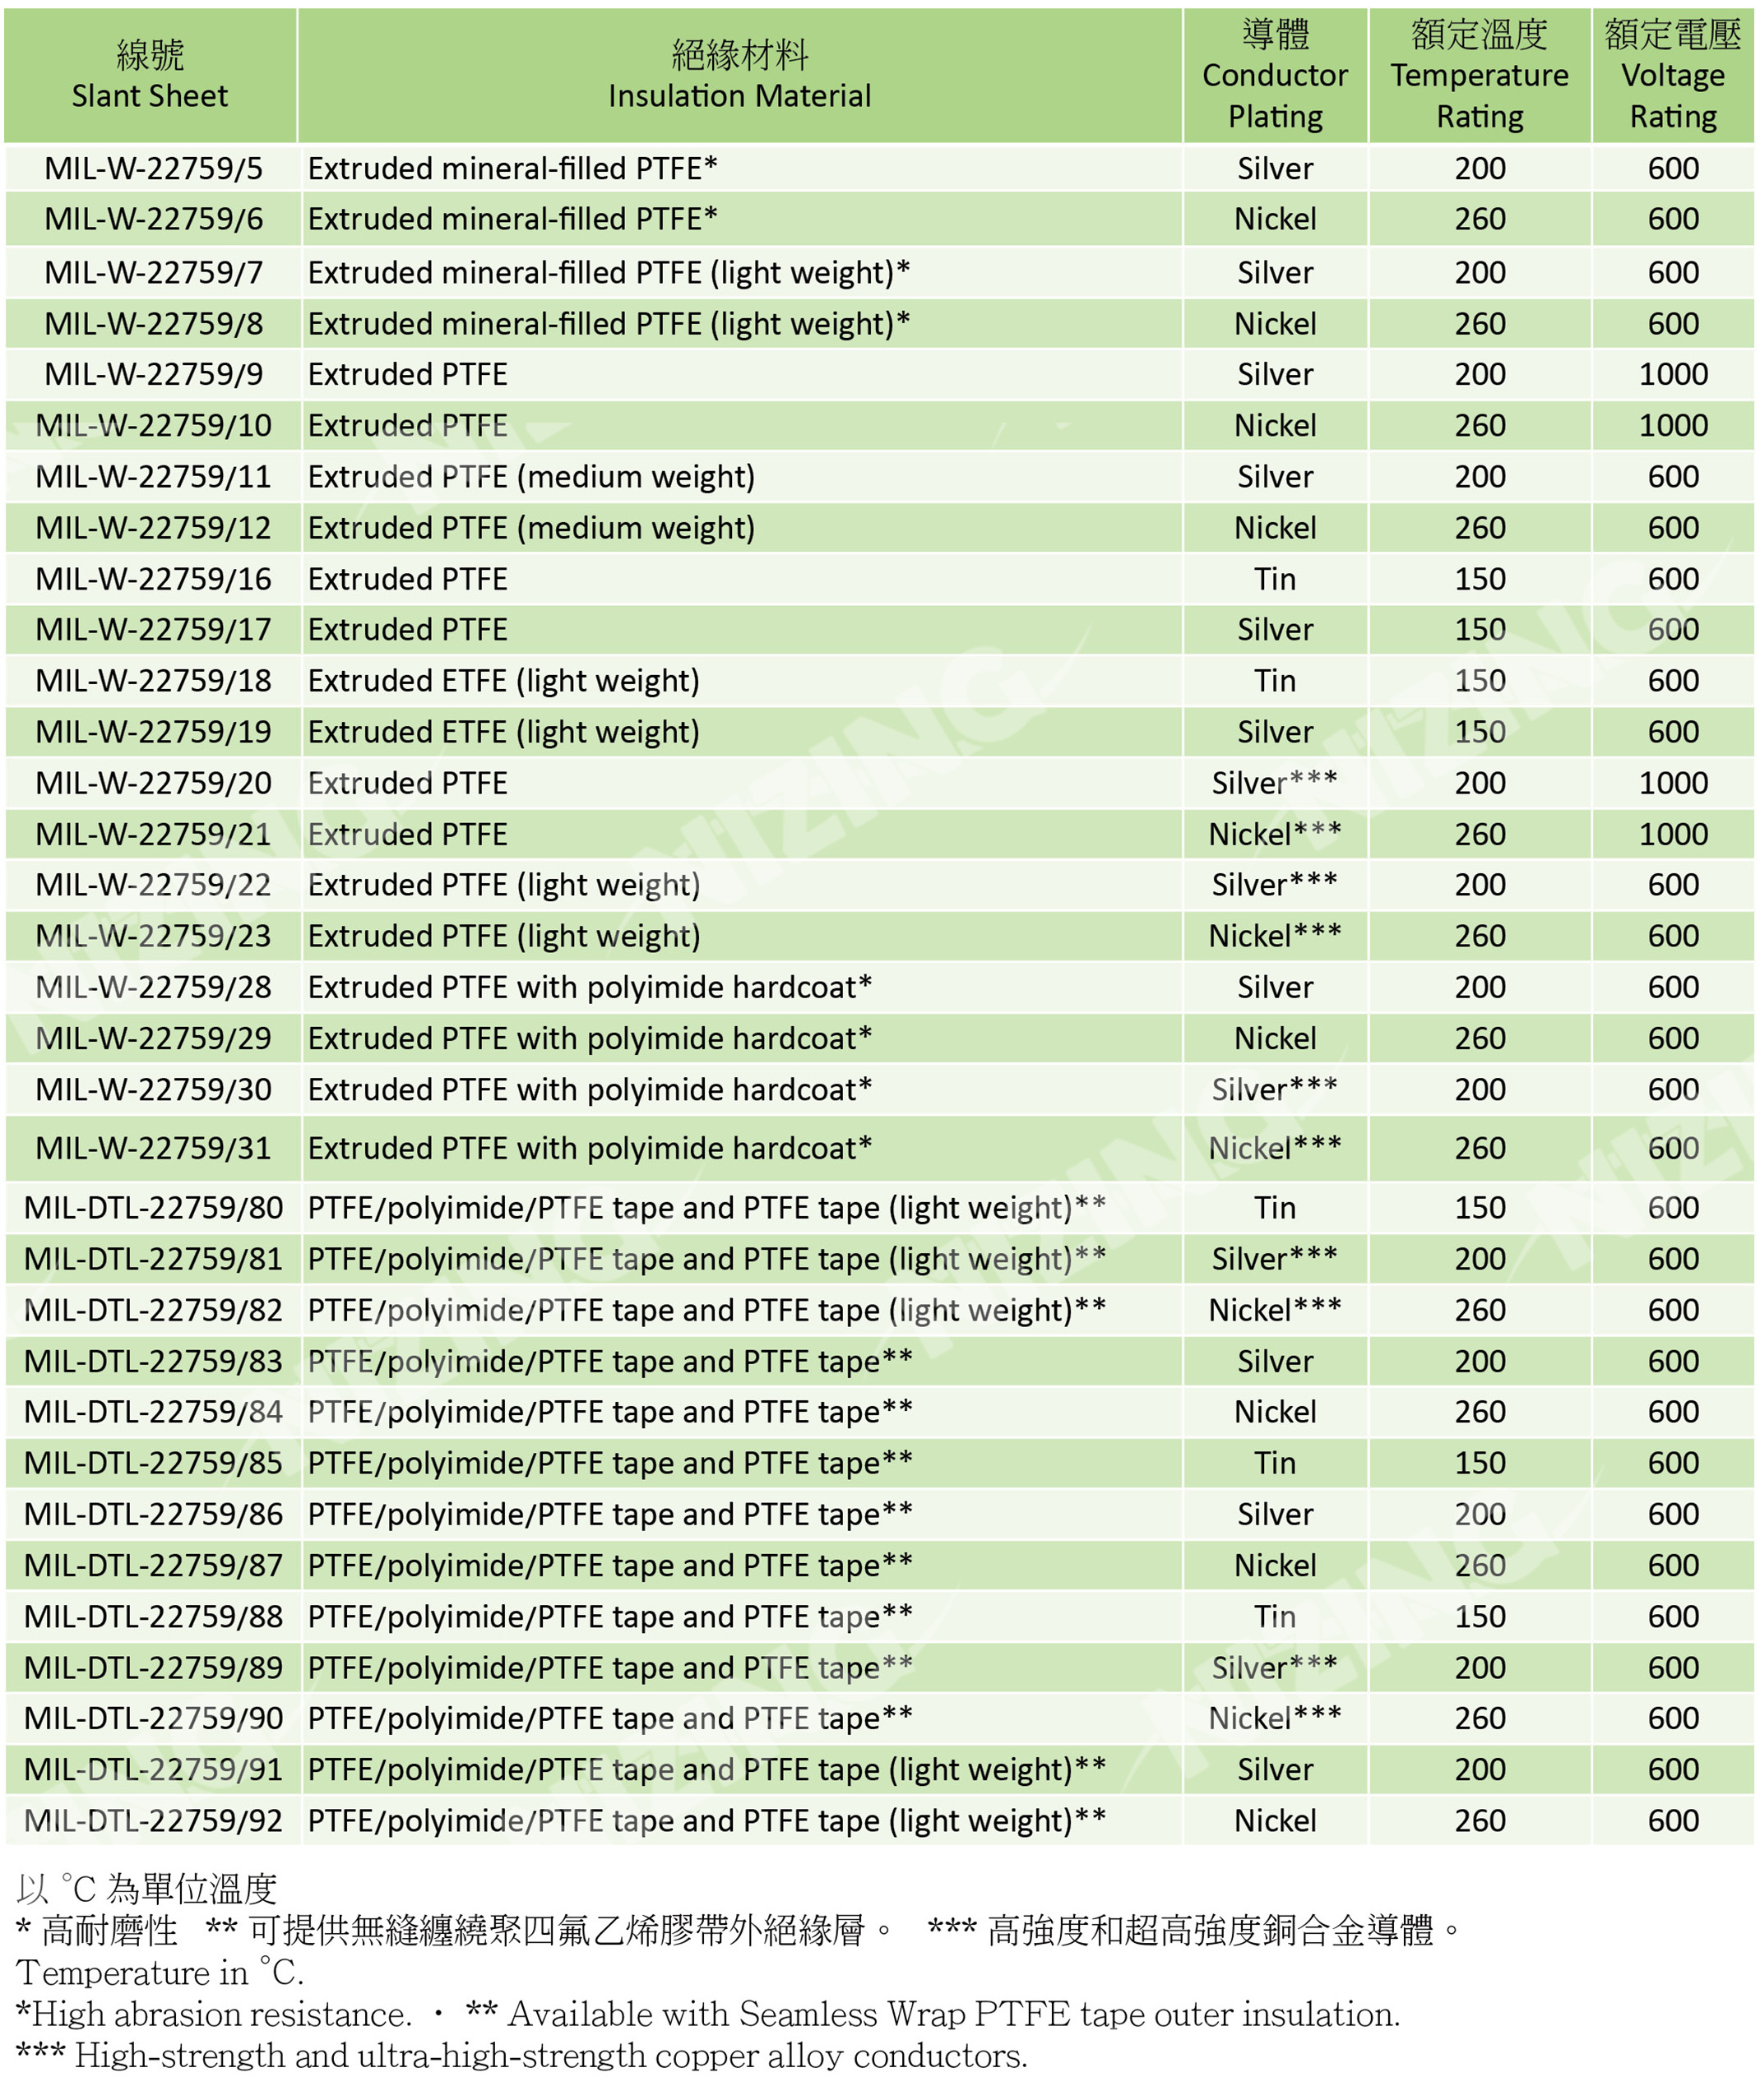 線號 絕緣材料 導體 額定溫度 額定電壓
Slant Sheet Insulation Material Conductor Plating Temperature Rating Voltage Rating
MIL-W-22759/5 Extruded mineral-filled PTFE* Silver 200 600
MIL-W-22759/6 Extruded mineral-filled PTFE* Nickel 260 600
MIL-W-22759/7 Extruded mineral-filled PTFE (light weight)* Silver 200 600
MIL-W-22759/8 Extruded mineral-filled PTFE (light weight)* Nickel 260 600
MIL-W-22759/9 Extruded PTFE Silver 200 1000
MIL-W-22759/10 Extruded PTFE Nickel 260 1000
MIL-W-22759/11 Extruded PTFE (medium weight) Silver 200 600
MIL-W-22759/12 Extruded PTFE (medium weight) Nickel 260 600
MIL-W-22759/16 Extruded PTFE Tin 150 600
MIL-W-22759/17 Extruded PTFE Silver 150 600
MIL-W-22759/18 Extruded ETFE (light weight) Tin 150 600
MIL-W-22759/19 Extruded ETFE (light weight) Silver 150 600
MIL-W-22759/20 Extruded PTFE Silver*** 200 1000
MIL-W-22759/21 Extruded PTFE Nickel*** 260 1000
MIL-W-22759/22 Extruded PTFE (light weight) Silver*** 200 600
MIL-W-22759/23 Extruded PTFE (light weight) Nickel*** 260 600
MIL-W-22759/28 Extruded PTFE with polyimide hardcoat* Silver 200 600
MIL-W-22759/29 Extruded PTFE with polyimide hardcoat* Nickel 260 600
MIL-W-22759/30 Extruded PTFE with polyimide hardcoat* Silver*** 200 600
MIL-W-22759/31 Extruded PTFE with polyimide hardcoat* Nickel*** 260 600
MIL-DTL-22759/80 PTFE/polyimide/PTFE tape and PTFE tape (light weight)** Tin 150 600
MIL-DTL-22759/81 PTFE/polyimide/PTFE tape and PTFE tape (light weight)** Silver*** 200 600
MIL-DTL-22759/82 PTFE/polyimide/PTFE tape and PTFE tape (light weight)** Nickel*** 260 600
MIL-DTL-22759/83 PTFE/polyimide/PTFE tape and PTFE tape** Silver 200 600
MIL-DTL-22759/84 PTFE/polyimide/PTFE tape and PTFE tape** Nickel 260 600
MIL-DTL-22759/85 PTFE/polyimide/PTFE tape and PTFE tape** Tin 150 600
MIL-DTL-22759/86 PTFE/polyimide/PTFE tape and PTFE tape** Silver 200 600
MIL-DTL-22759/87 PTFE/polyimide/PTFE tape and PTFE tape** Nickel 260 600
MIL-DTL-22759/88 PTFE/polyimide/PTFE tape and PTFE tape** Tin 150 600
MIL-DTL-22759/89 PTFE/polyimide/PTFE tape and PTFE tape** Silver*** 200 600
MIL-DTL-22759/90 PTFE/polyimide/PTFE tape and PTFE tape** Nickel*** 260 600
MIL-DTL-22759/91 PTFE/polyimide/PTFE tape and PTFE tape (light weight)** Silver 200 600
MIL-DTL-22759/92 PTFE/polyimide/PTFE tape and PTFE tape (light weight)** Nickel 260 600
以 °C 為單位溫度
* 高耐磨性 ** 可提供無縫纏繞聚四氟乙烯膠帶外絕緣層。 *** 高強度和超高強度銅合金導體。
Temperature in °C.
*High abrasion resistance. · ** Available with Seamless Wrap PTFE tape outer insulation.
*** High-strength and ultra-high-strength copper alloy conductors.